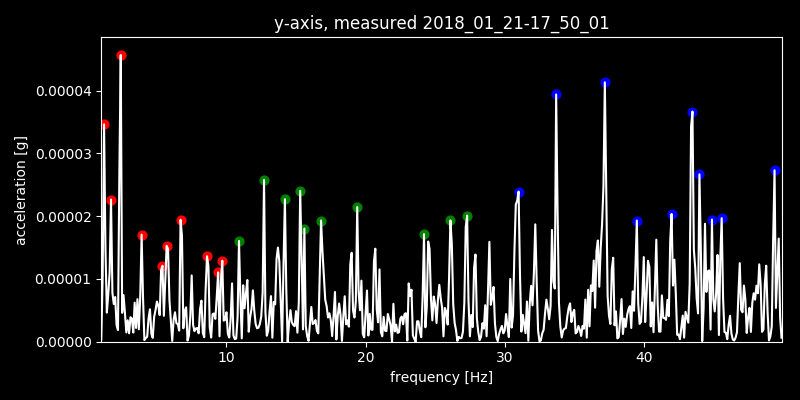 y-axis, measured 2018_01_21-17_50_01
0.00004
0.00003
0.00002
0.00001
0.00000
acceleration [g]
10 20 30 40
frequency [Hz]